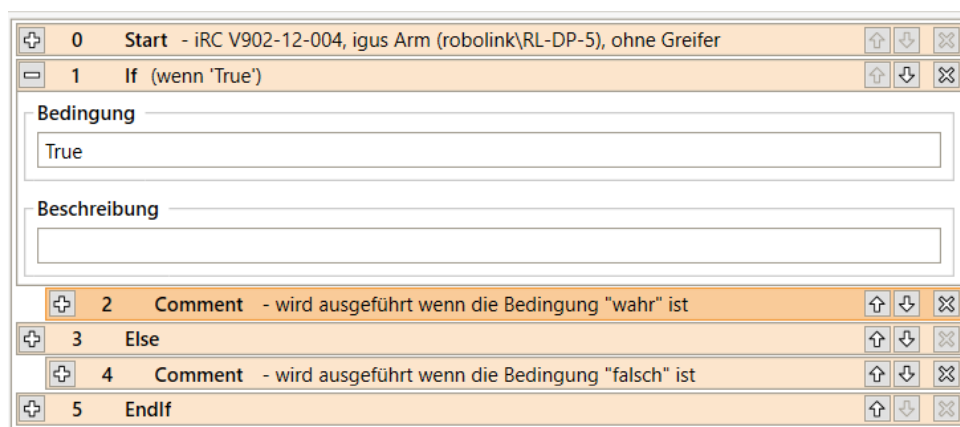 0 Start - iRC V902-12-004, igus Arm (robolink\RL-DP-5), ohne Greifer
1 If (wenn 'True')
Bedingung
True
Beschreibung
2 Comment - wird ausgeführt wenn die Bedingung "wahr" ist
3 Else
4 Comment - wird ausgeführt wenn die Bedingung "falsch" ist
5 EndIf